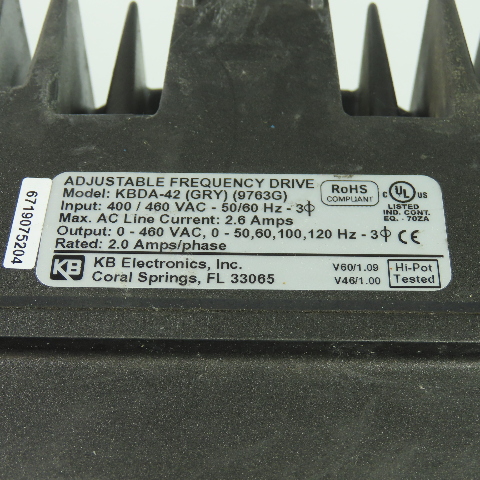 ADJUSTABLE FREQUENCY DRIVE
Model: KBDA-42 (GRY) (9763G)
Input: 400 / 460 VAC - 50/60 Hz - 3ϕ
Max. AC Line Current: 2.6 Amps
Output: 0 - 460 VAC, 0 - 50,60,100,120 Hz - 3ϕ CE
Rated: 2.0 Amps/phase
RoHS
COMPLIANT
c UL US
LISTED
IND. CONT.
EQ. - 70ZA
KB
KB Electronics, Inc.
Coral Springs, FL 33065
V60/1.09
V46/1.00
Hi-Pot
Tested
6719075204